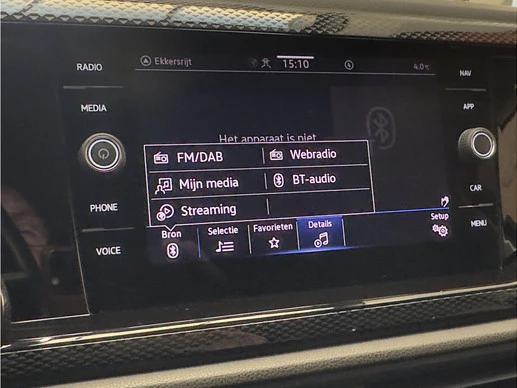 RADIO
MEDIA
PHONE
VOICE
Ekkersrijt
15:10
4.0
Het apparaat is niet
FM/DAB
Webradio
Mijn media
BT-audio
Streaming
Bron
Selectie
Favorieten
Details
Setup
NAV
APP
CAR
MENU